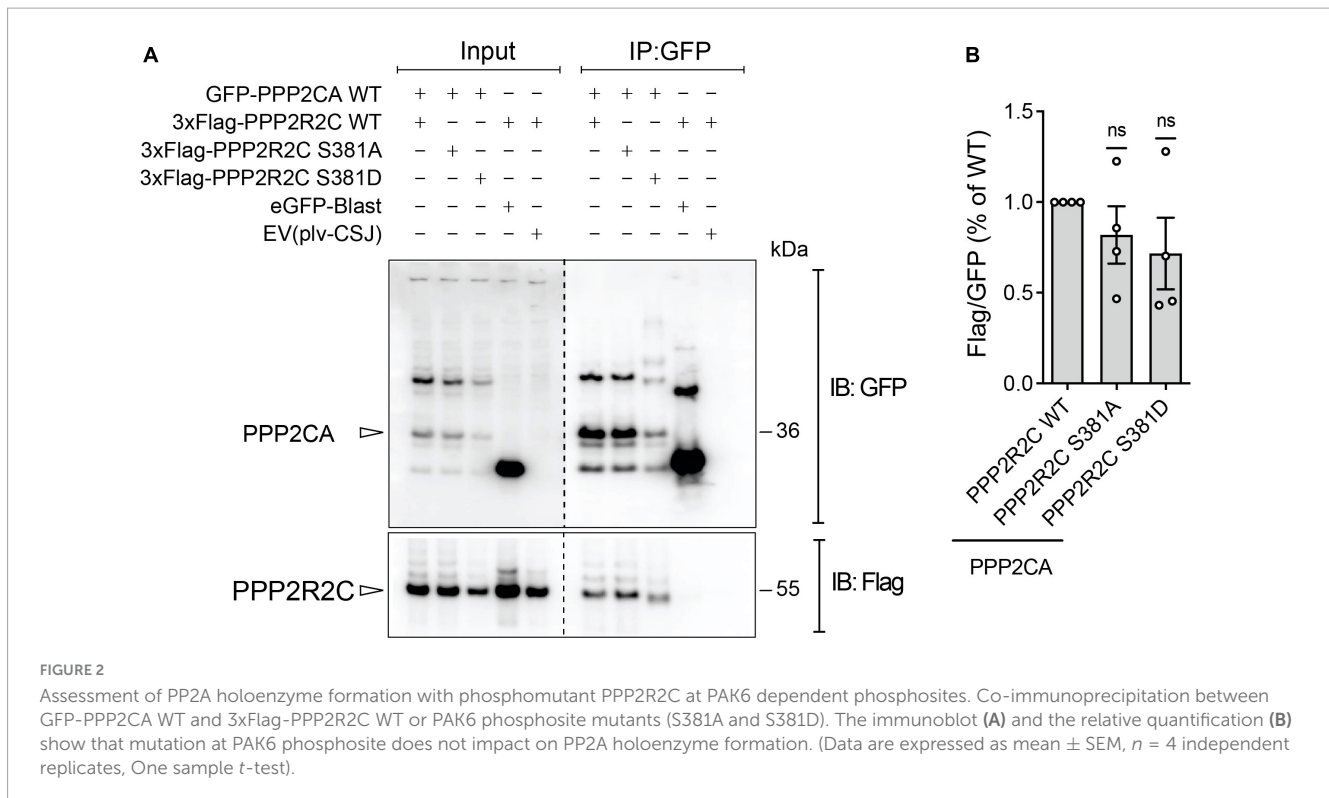 A
Input
IP:GFP
GFP-PPP2CA WT + + + – – + + + – –
3xFlag-PPP2R2C WT + – – + + + – – + +
3xFlag-PPP2R2C S381A – + – – – – + – – –
3xFlag-PPP2R2C S381D – – + – – – – + – –
eGFP-Blast – – – + – – – – + –
EV(plv-CSJ) – – – – + – – – – +
kDa
PPP2CA
–36
IB: GFP
PPP2R2C
–55
IB: Flag
B
Flag/GFP (% of WT)
1.5
1.0
0.5
0.0
ns
ns
PPP2R2C WT
PPP2R2C S381A
PPP2R2C S381D
PPP2CA
FIGURE 2
Assessment of PP2A holoenzyme formation with phosphomutant PPP2R2C at PAK6 dependent phosphosites. Co-immunoprecipitation between
GFP-PPP2CA WT and 3xFlag-PPP2R2C WT or PAK6 phosphosite mutants (S381A and S381D). The immunoblot (A) and the relative quantification (B)
show that mutation at PAK6 phosphosite does not impact on PP2A holoenzyme formation. (Data are expressed as mean ± SEM, n = 4 independent
replicates, One sample t-test).